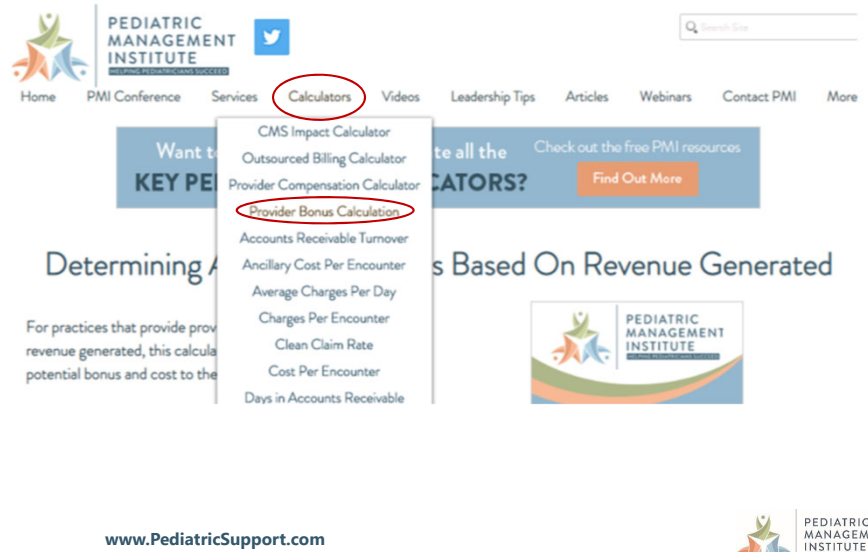 PEDIATRIC
MANAGEMENT
INSTITUTE
HELPING PEDIATRICIANS SUCCEED
Search Site
Home PMI Conference Services Calculators Videos Leadership Tips Articles Webinars Contact PMI More
CMS Impact Calculator
Outsourced Billing Calculator
Provider Compensation Calculator
Provider Bonus Calculation
Accounts Receivable Turnover
Ancillary Cost Per Encounter
Average Charges Per Day
Charges Per Encounter
Clean Claim Rate
Cost Per Encounter
Days in Accounts Receivable
Want te all the
KEY
Check out the free PMI resources
Find Out More
Determining s Based On Revenue Generated
For practices that provide prov
revenue generated, this calcula
potential bonus and cost to the
PEDIATRIC
MANAGEMENT
INSTITUTE
HELPING PEDIATRICIANS SUCCEED
www.PediatricSupport.com
PEDIATRIC
MANAGEM
INSTITUTE